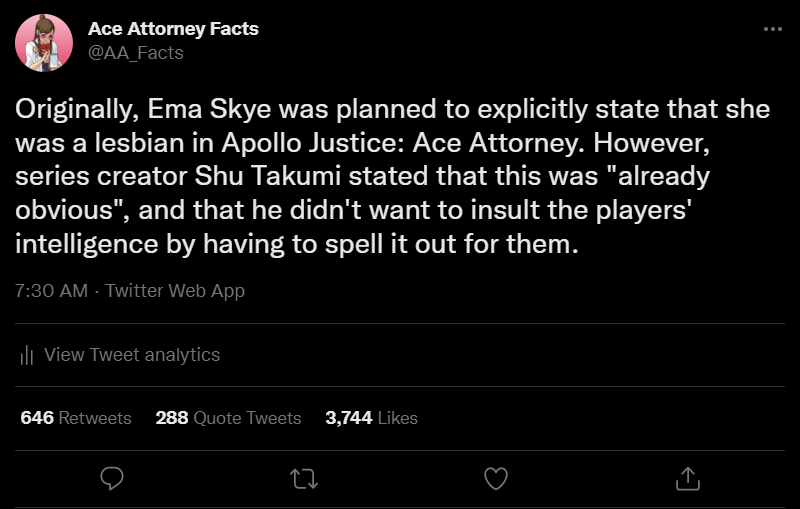 Ace Attorney Facts
@AA_Facts
Originally, Ema Skye was planned to explicitly state that she
was a lesbian in Apollo Justice: Ace Attorney. However,
series creator Shu Takumi stated that this was "already
obvious", and that he didn't want to insult the players'
intelligence by having to spell it out for them.
7:30 AM · Twitter Web App
View Tweet analytics
646 Retweets 288 Quote Tweets 3,744 Likes